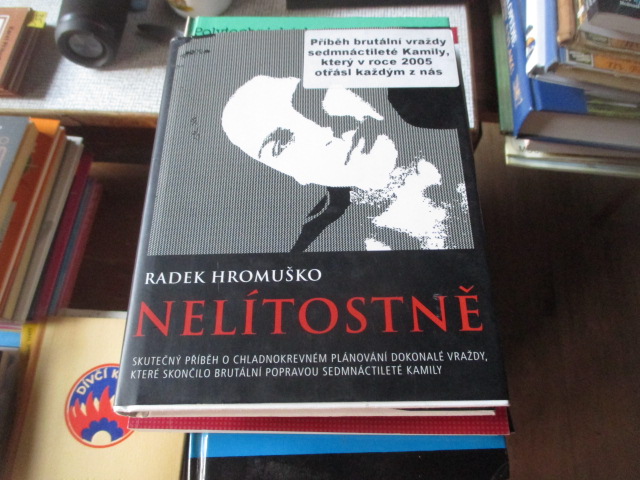 Příběh brutální vraždy
sedmnáctileté Kamily,
který v roce 2005
otřásl každým z nás
RADEK HROMUŠKO
NELÍTOSTNĚ
SKUTEČNÝ PŘÍBĚH O CHLADNOKREVNÉM PLÁNOVÁNÍ DOKONALÉ VRAŽDY,
KTERÉ SKONČILO BRUTÁLNÍ POPRAVOU SEDMNÁCTILETÉ KAMILY
DÍVČÍ